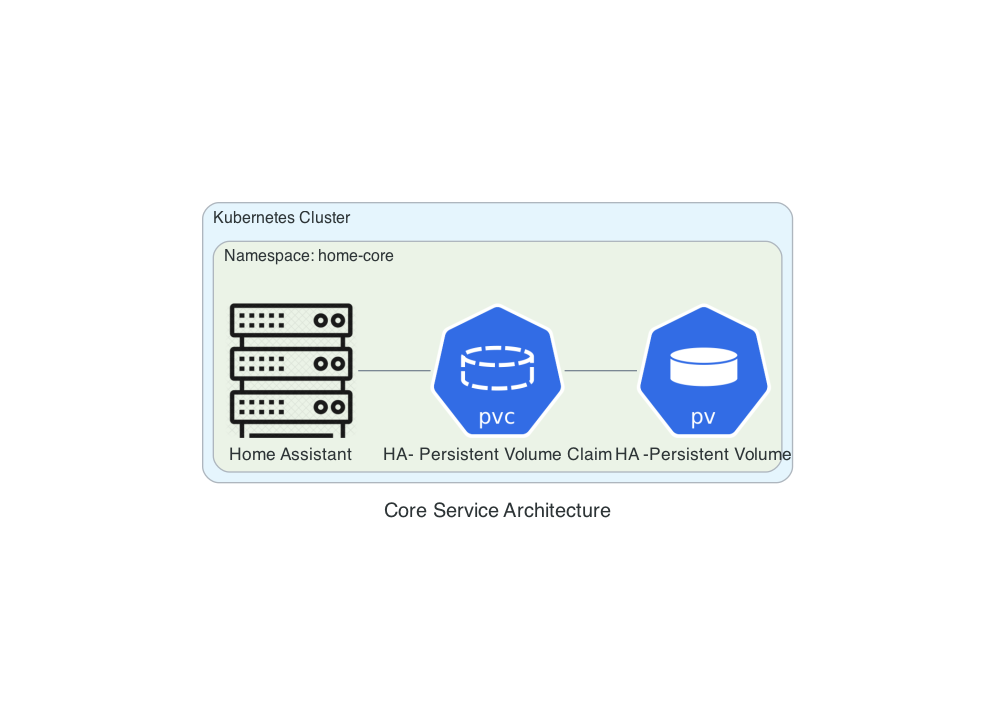 Kubernetes Cluster
Namespace: home-core
pvc
pv
Home Assistant
HA- Persistent Volume Claim
HA -Persistent Volume
Core Service Architecture